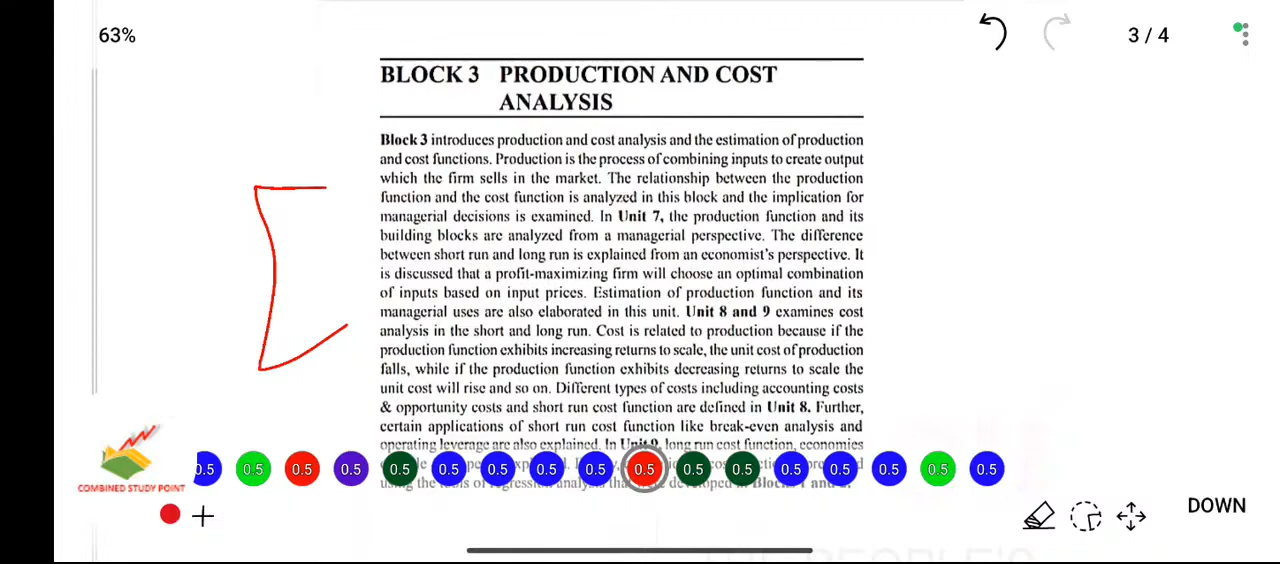 63%
3 / 4
BLOCK 3 PRODUCTION AND COST
ANALYSIS
Block 3 introduces production and cost analysis and the estimation of production
and cost functions. Production is the process of combining inputs to create output
which the firm sells in the market. The relationship between the production
function and the cost function is analyzed in this block and the implication for
managerial decisions is examined. In Unit 7, the production function and its
building blocks are analyzed from a managerial perspective. The difference
between short run and long run is explained from an economist's perspective. It
is discussed that a profit-maximizing firm will choose an optimal combination
of inputs based on input prices. Estimation of production function and its
managerial uses are also elaborated in this unit. Unit 8 and 9 examines cost
analysis in the short and long run. Cost is related to production because if the
production function exhibits increasing returns to scale, the unit cost of production
falls, while if the production function exhibits decreasing returns to scale the
unit cost will rise and so on. Different types of costs including accounting costs
& opportunity costs and short run cost function are defined in Unit 8. Further,
certain applications of short run cost function like break-even analysis and
operating leverage are also explained. In Unit 9, long run cost function, economies
0.5 0.5 0.5 0.5 0.5 0.5 0.5 0.5 0.5 0.5 0.5 0.5 0.5 0.5 0.5 0.5 0.5
using the tools of regression analysis that developed Blocks 1 and
COMBINED STUDY POINT
DOWN